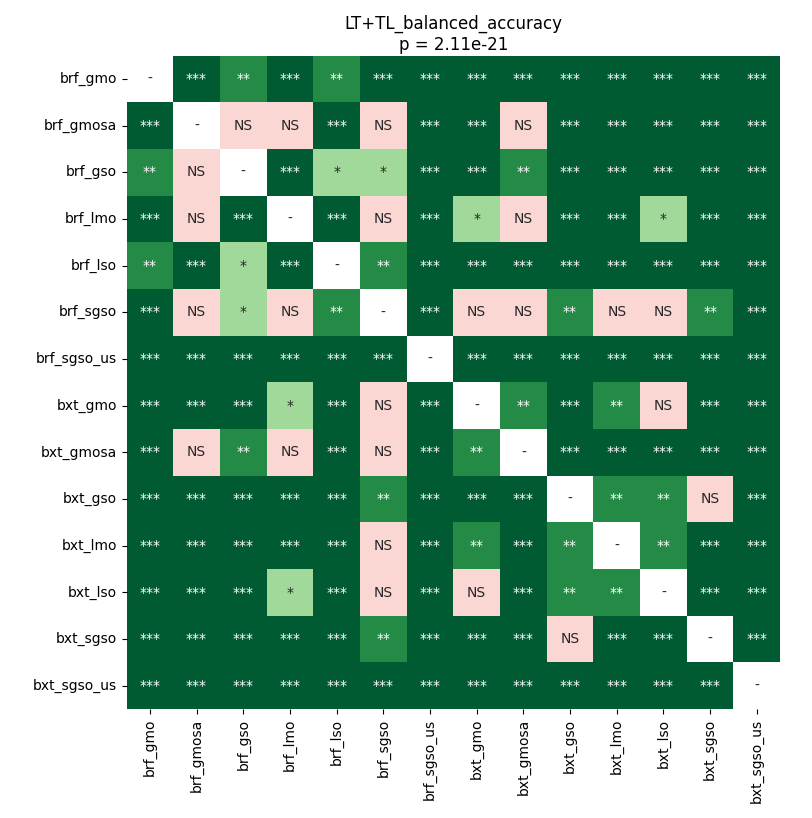 LT+TL_balanced_accuracy
p = 2.11e-21
brf_gmo - *** ** *** ** *** *** *** *** *** *** *** *** ***
brf_gmosa *** - NS NS *** NS *** *** NS *** *** *** *** ***
brf_gso ** NS - *** * * *** *** ** *** *** *** *** ***
brf_lmo *** NS *** - *** NS *** * NS *** *** * *** ***
brf_lso ** *** * *** - ** *** *** *** *** *** *** *** ***
brf_sgso *** NS * NS ** - *** NS NS ** NS NS ** ***
brf_sgso_us *** *** *** *** *** *** - *** *** *** *** *** *** ***
bxt_gmo *** *** *** * *** NS *** - ** *** ** NS *** ***
bxt_gmosa *** NS ** NS *** NS *** ** - *** *** *** *** ***
bxt_gso *** *** *** *** *** ** *** *** *** - ** ** NS ***
bxt_lmo *** *** *** *** *** NS *** ** *** ** - ** *** ***
bxt_lso *** *** *** * *** NS *** NS *** ** ** - *** ***
bxt_sgso *** *** *** *** *** ** *** *** *** NS *** *** - ***
bxt_sgso_us *** *** *** *** *** *** *** *** *** *** *** *** *** -
brf_gmo
brf_gmosa
brf_gso
brf_lmo
brf_lso
brf_sgso
brf_sgso_us
bxt_gmo
bxt_gmosa
bxt_gso
bxt_lmo
bxt_lso
bxt_sgso
bxt_sgso_us